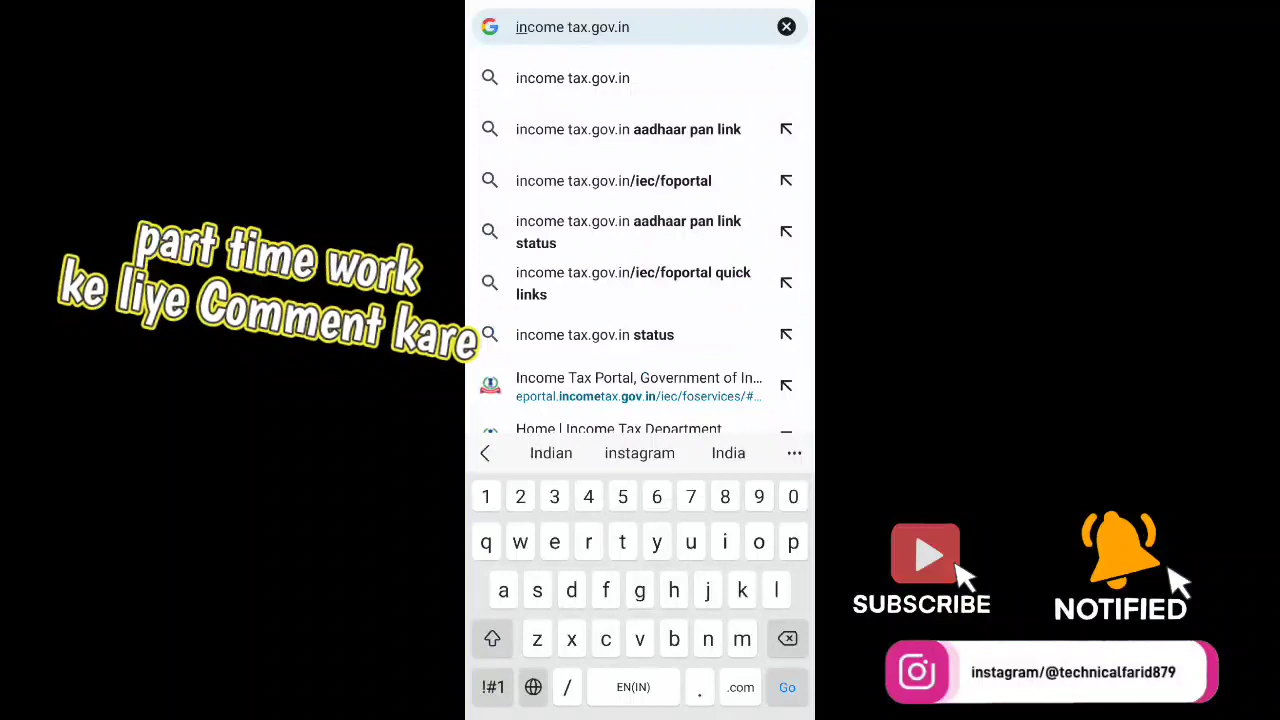 income tax.gov.in
income tax.gov.in
income tax.gov.in aadhaar pan link
income tax.gov.in/iec/foportal
income tax.gov.in aadhaar pan link
status
income tax.gov.in/iec/foportal quick
links
income tax.gov.in status
Income Tax Portal, Government of In...
eportal.incometax.gov.in/iec/foservices/#...
Home | Income Tax Department
part time work
ke liye Comment kare
Indian instagram India
1 2 3 4 5 6 7 8 9 0
q w e r t y u i o p
a s d f g h j k l
z x c v b n m
!#1 / EN(IN) . .com Go
SUBSCRIBE
NOTIFIED
instagram/@technicalfarid879